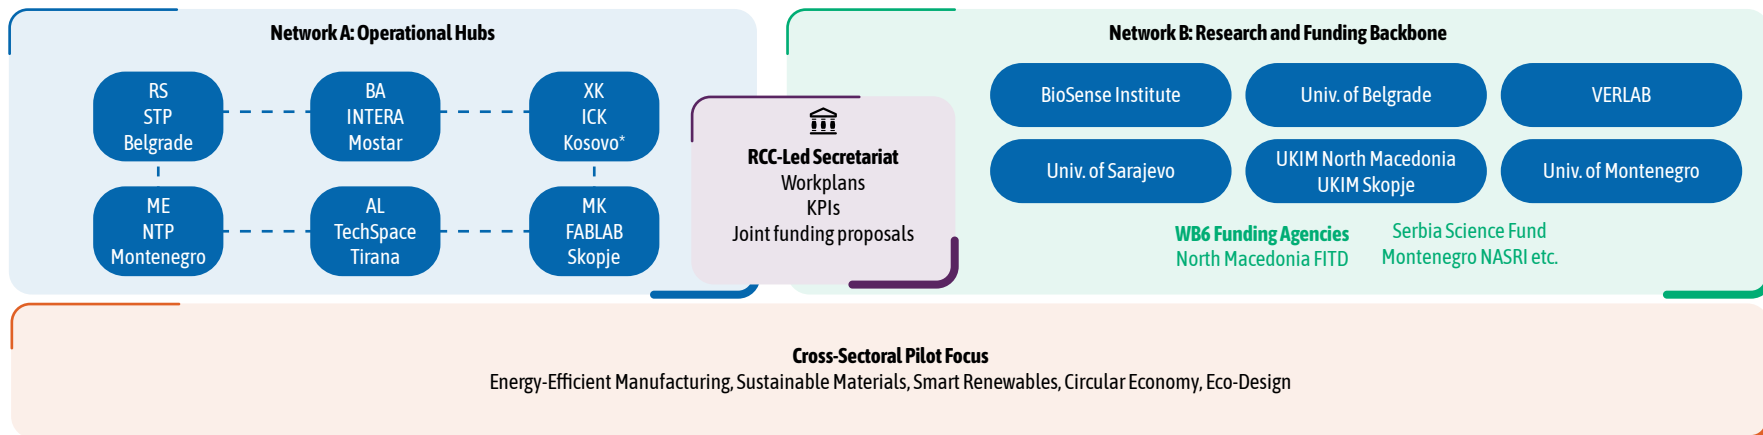 Network A: Operational Hubs
RS
STP
Belgrade
BA
INTERA
Mostar
XK
ICK
Kosovo*
ME
NTP
Montenegro
AL
TechSpace
Tirana
MK
FABLAB
Skopje
RCC-Led Secretariat
Workplans
KPIs
Joint funding proposals
Network B: Research and Funding Backbone
BioSense Institute
Univ. of Belgrade
VERLAB
Univ. of Sarajevo
UKIM North Macedonia
UKIM Skopje
Univ. of Montenegro
WB6 Funding Agencies
North Macedonia FITD
Serbia Science Fund
Montenegro NASRI etc.
Cross-Sectoral Pilot Focus
Energy-Efficient Manufacturing, Sustainable Materials, Smart Renewables, Circular Economy, Eco-Design